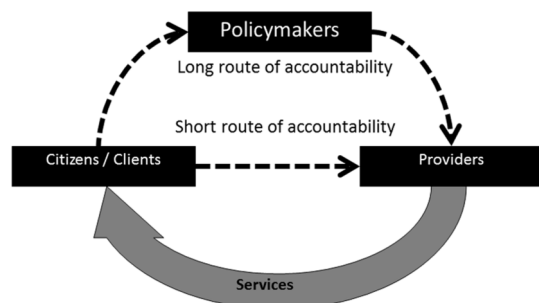 Policymakers
Long route of accountability
Short route of accountability
Citizens / Clients
Providers
Services